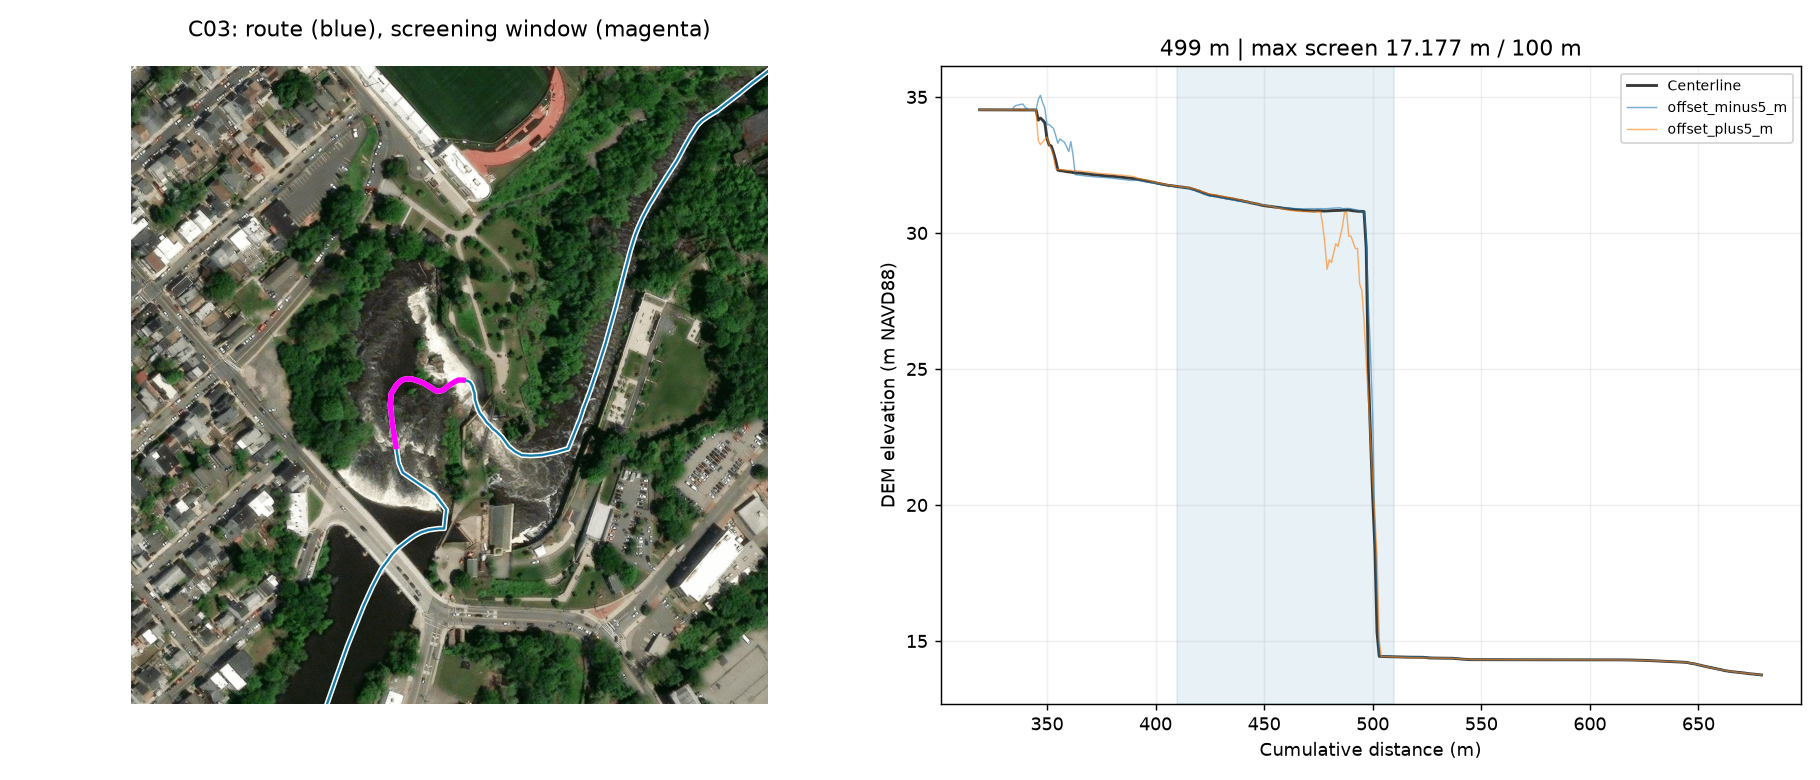 C03: route (blue), screening window (magenta)
499 m | max screen 17.177 m / 100 m
Centerline
offset_minus5_m
offset_plus5_m
DEM elevation (m NAVD88)
35
30
25
20
15
350
400
450
500
550
600
650
Cumulative distance (m)